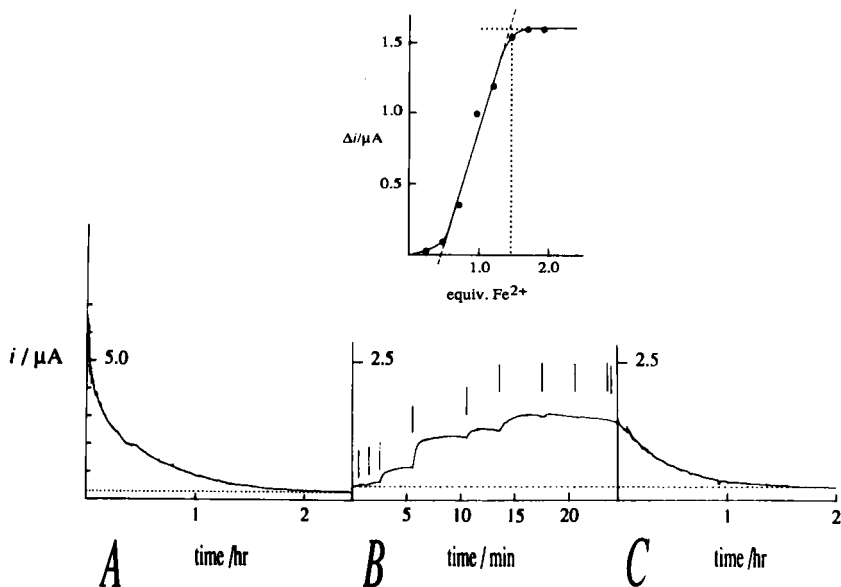 1.5
1.0
Δi/μA
0.5
1.0 2.0
equiv. Fe²⁺
i / μA
5.0
2.5
2.5
1 2
5 10 15 20
1 2
A time /hr
B time / min
C time /hr